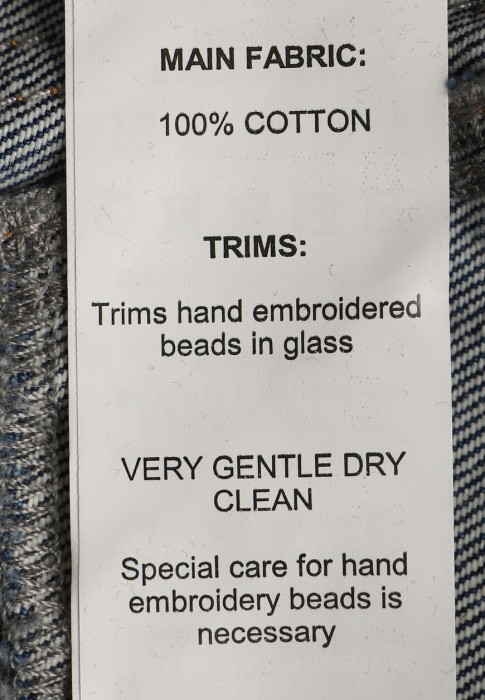 MAIN FABRIC:
100% COTTON
TRIMS:
Trims hand embroidered
beads in glass
VERY GENTLE DRY
CLEAN
Special care for hand
embroidery beads is
necessary